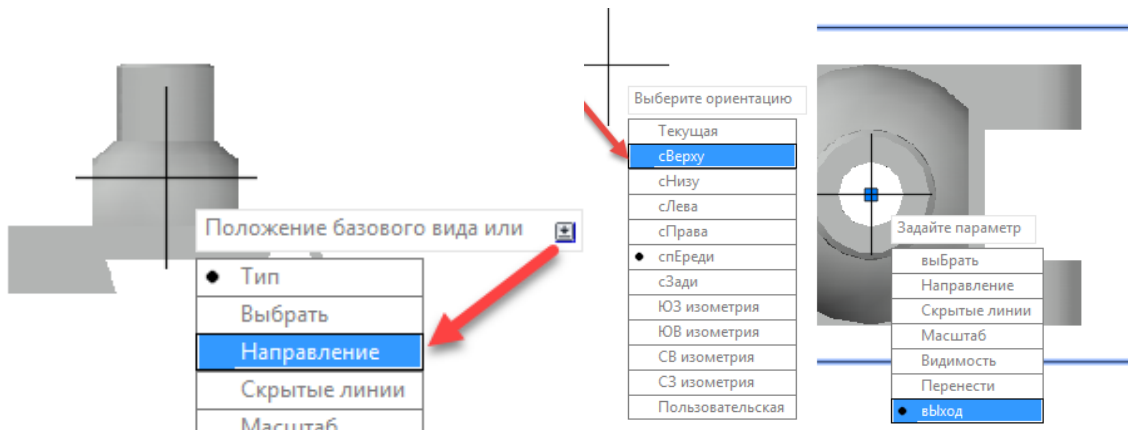 Положение базового вида или
Тип
Выбрать
Направление
Скрытые линии
Масштаб
Выберите ориентацию
Текущая
сВерху
сНизу
сЛева
сПрава
спЕреди
сЗади
ЮЗ изометрия
ЮВ изометрия
СВ изометрия
СЗ изометрия
Пользовательская
Задайте параметр
выБрать
Направление
Скрытые линии
Масштаб
Видимость
Перенести
вЫход